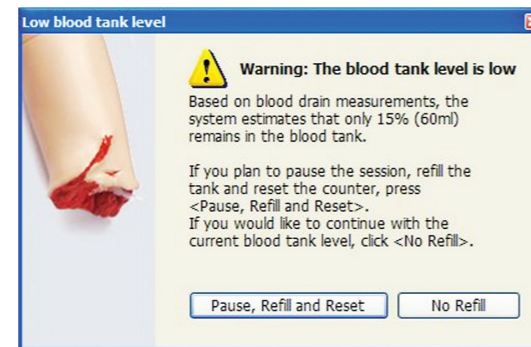 Low blood tank level
Warning: The blood tank level is low
Based on blood drain measurements, the
system estimates that only 15% (60ml)
remains in the blood tank.
If you plan to pause the session, refill the
tank and reset the counter, press
<Pause, Refill and Reset>.
If you would like to continue with the
current blood tank level, click <No Refill>.
Pause, Refill and Reset
No Refill